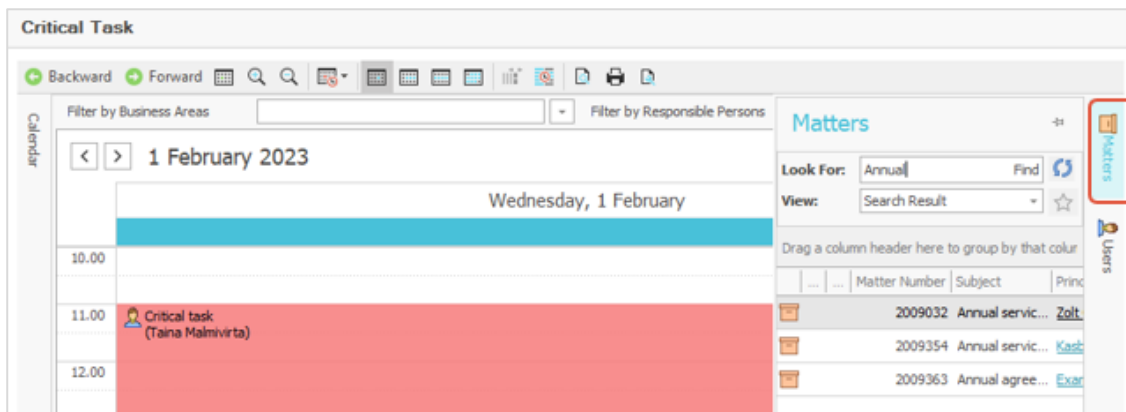 Critical Task
Backward Forward
Calendar
Filter by Business Areas Filter by Responsible Persons
1 February 2023
Wednesday, 1 February
10.00
11.00 Critical task
(Taina Malmivirta)
12.00
Matters
Look For: Annual Find
View: Search Result
Drag a column header here to group by that colur
... ... Matter Number Subject Princ
2009032 Annual servic... Zolt
2009354 Annual servic... Kasb
2009363 Annual agree... Exar
Matters
Users